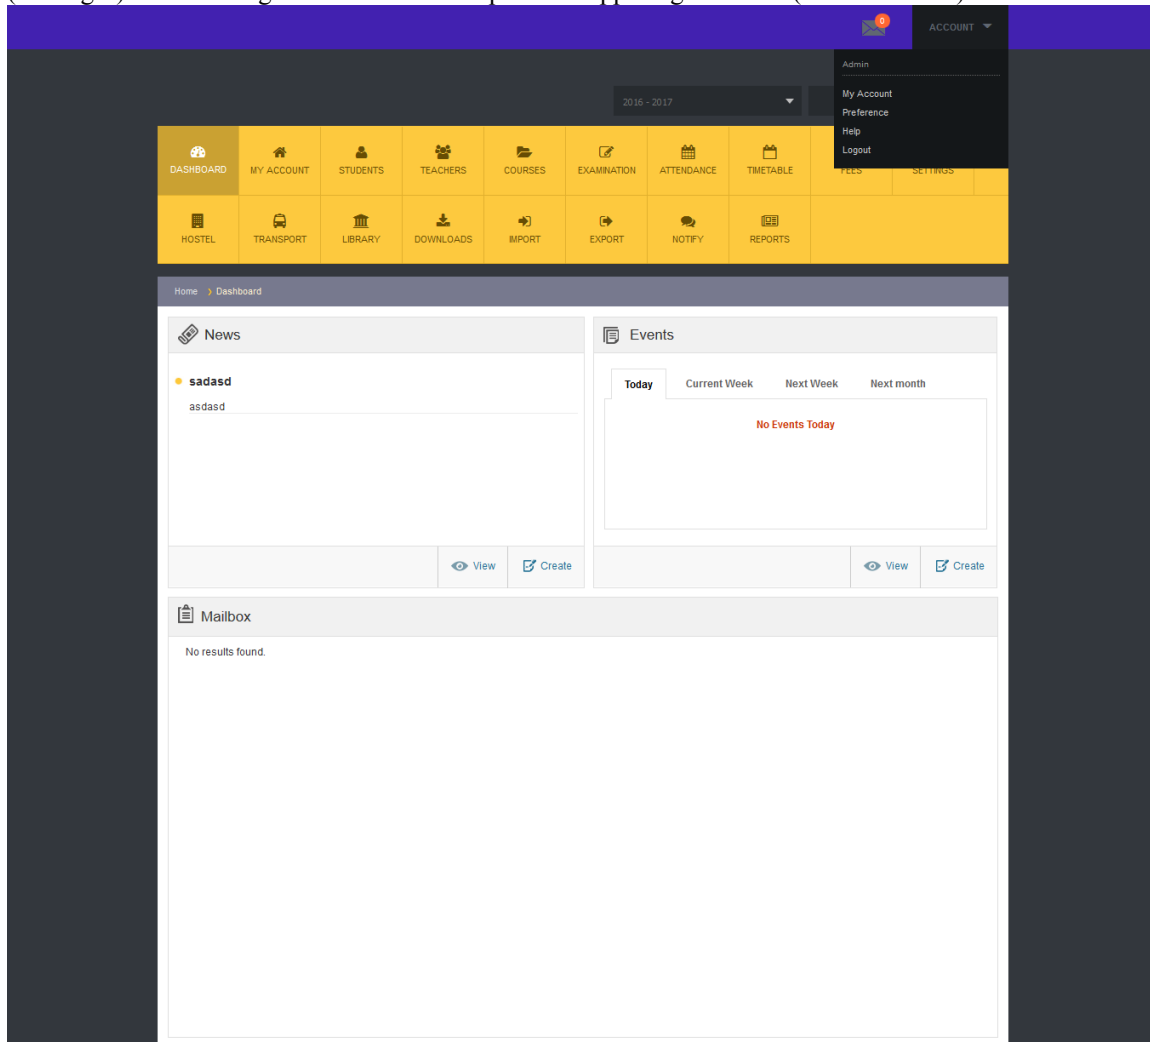 0
ACCOUNT
Admin
My Account
Preference
Help
Logout
2016 - 2017
DASHBOARD
MY ACCOUNT
STUDENTS
TEACHERS
COURSES
EXAMINATION
ATTENDANCE
TIMETABLE
FEES
SETTINGS
HOSTEL
TRANSPORT
LIBRARY
DOWNLOADS
IMPORT
EXPORT
NOTIFY
REPORTS
Home Dashboard
News
sadasd
asdasd
View Create
Events
Today Current Week Next Week Next month
No Events Today
View Create
Mailbox
No results found.